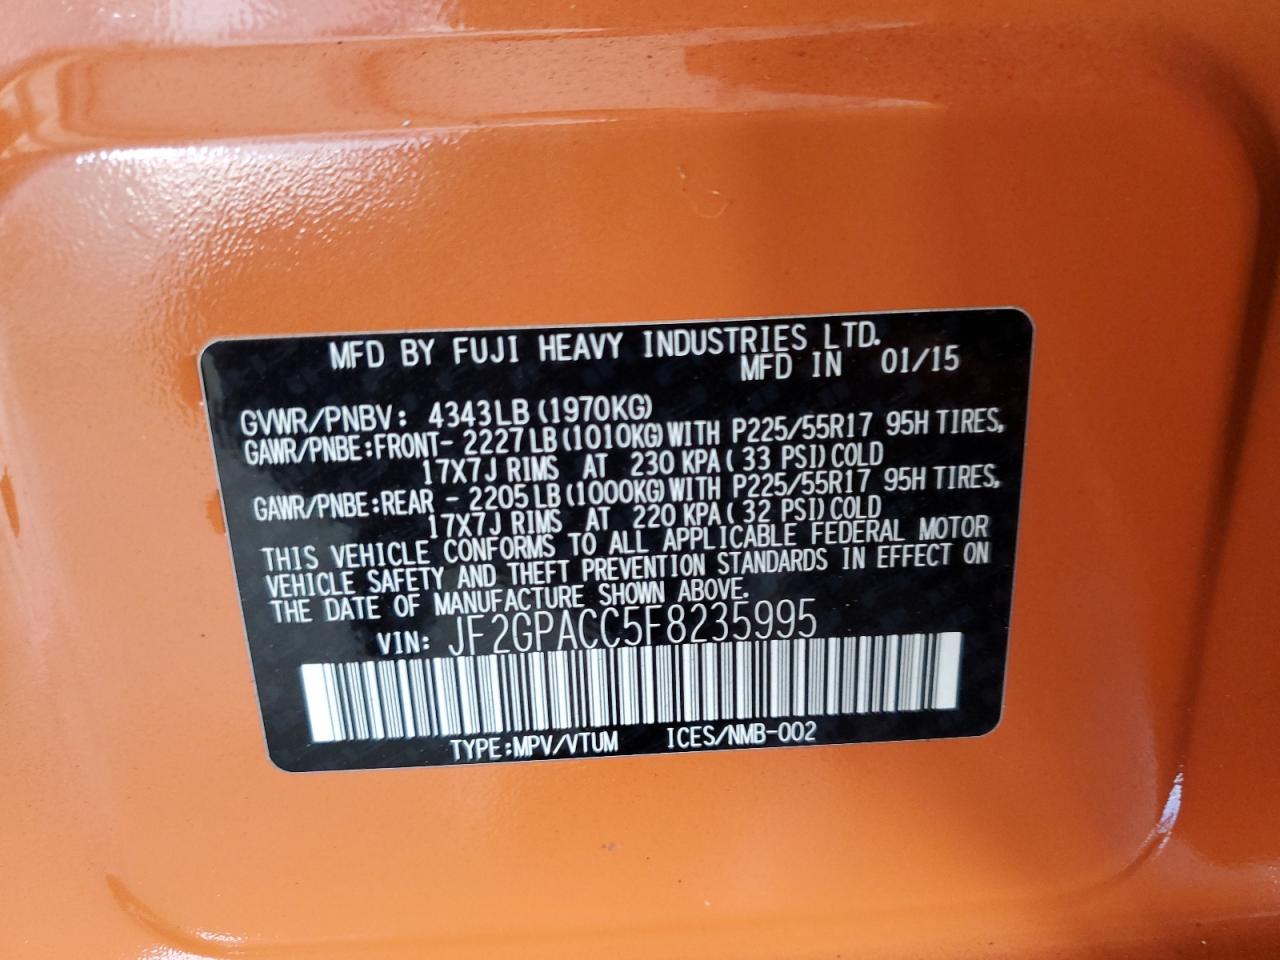 MFD BY FUJI HEAVY INDUSTRIES LTD.
MFD IN 01/15
GVWR/PNBV: 4343LB(1970KG)
GAWR/PNBE:FRONT- 2227LB(1010KG)WITH P225/55R17 95H TIRES,
17X7J RIMS AT 230 KPA( 33 PSI)COLD
GAWR/PNBE:REAR - 2205LB(1000KG)WITH P225/55R17 95H TIRES,
17X7J RIMS AT 220 KPA( 32 PSI)COLD
THIS VEHICLE CONFORMS TO ALL APPLICABLE FEDERAL MOTOR
VEHICLE SAFETY AND THEFT PREVENTION STANDARDS IN EFFECT ON
THE DATE OF MANUFACTURE SHOWN ABOVE.
VIN: JF2GPACC5F8235995
TYPE:MPV/VTUM ICES/NMB-002